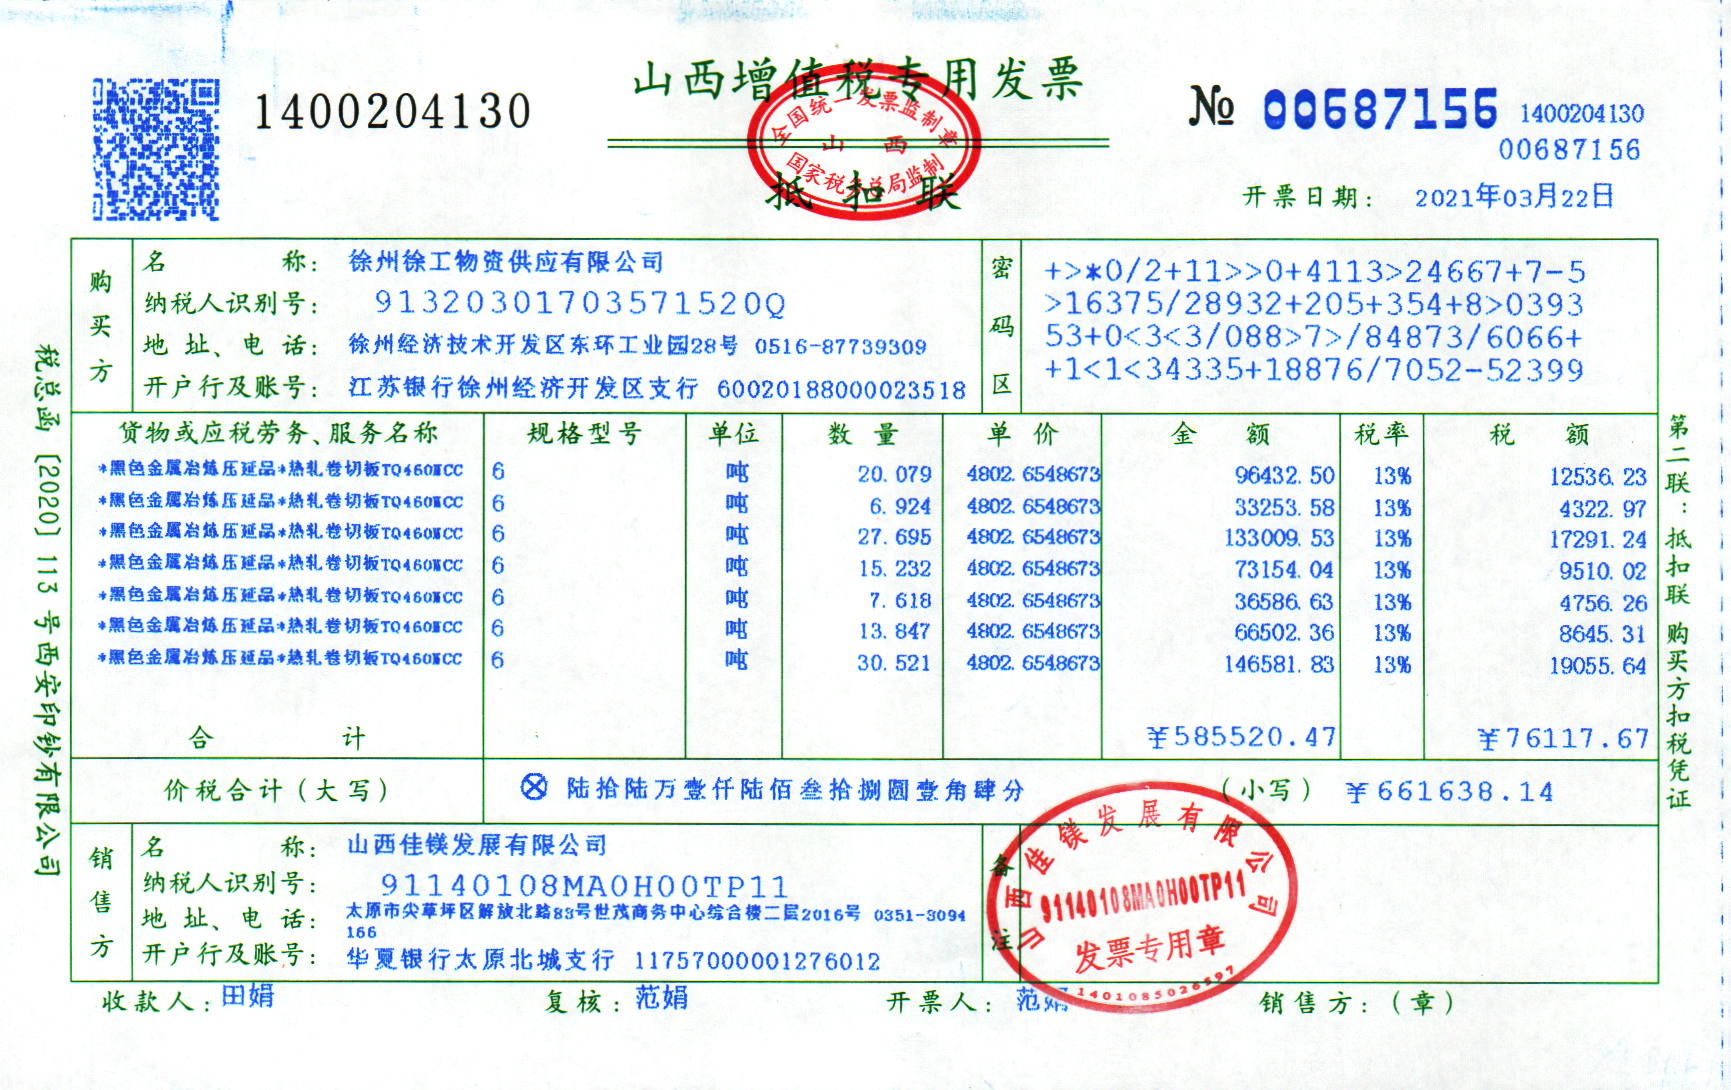 山西增值税专用发票
1400204130
№ 00687156
1400204130
00687156
全国统一发票监制章
山西
国家税务总局监制
抵扣联
开票日期: 2021年03月22日
税总函〔2020〕113号西安印钞有限公司
购买方
名称: 徐州徐工物资供应有限公司
纳税人识别号: 91320301703571520Q
地址、电话: 徐州经济技术开发区东环工业园28号 0516-87739309
开户行及账号: 江苏银行徐州经济开发区支行 60020188000023518
密码区
+>*0/2+11>>0+4113>24667+7-5
>16375/28932+205+354+8>0393
53+0<3<3/088>7>/84873/6066+
+1<1<34335+18876/7052-52399
货物或应税劳务、服务名称 规格型号 单位 数量 单价 金额 税率 税额
*黑色金属冶炼压延品*热轧卷切板TQ460MCC 6 吨 20.079 4802.6548673 96432.50 13% 12536.23
*黑色金属冶炼压延品*热轧卷切板TQ460MCC 6 吨 6.924 4802.6548673 33253.58 13% 4322.97
*黑色金属冶炼压延品*热轧卷切板TQ460MCC 6 吨 27.695 4802.6548673 133009.53 13% 17291.24
*黑色金属冶炼压延品*热轧卷切板TQ460MCC 6 吨 15.232 4802.6548673 73154.04 13% 9510.02
*黑色金属冶炼压延品*热轧卷切板TQ460MCC 6 吨 7.618 4802.6548673 36586.63 13% 4756.26
*黑色金属冶炼压延品*热轧卷切板TQ460MCC 6 吨 13.847 4802.6548673 66502.36 13% 8645.31
*黑色金属冶炼压延品*热轧卷切板TQ460MCC 6 吨 30.521 4802.6548673 146581.83 13% 19055.64
合计 ￥585520.47 ￥76117.67
价税合计(大写) ⊗ 陆拾陆万壹仟陆佰叁拾捌圆壹角肆分 (小写) ￥661638.14
第二联:抵扣联 购买方扣税凭证
销售方
名称: 山西佳镁发展有限公司
纳税人识别号: 91140108MA0H00TP11
地址、电话: 太原市尖草坪区解放北路83号世茂商务中心综合楼二层2016号 0351-3094
166
开户行及账号: 华夏银行太原北城支行 11757000001276012
备注
山西佳镁发展有限公司
91140108MA0H00TP11
发票专用章
1401085026597
收款人: 田娟 复核: 范娟 开票人: 范娟 销售方:(章)